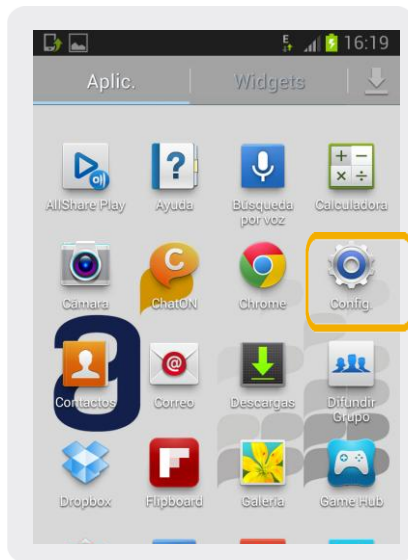 16:19
Aplic.
Widgets
AllShare Play
Ayuda
Búsqueda
por voz
Calculadora
Cámara
ChatON
Chrome
Config.
Contactos
Correo
Descargas
Difundir
Grupo
Dropbox
Flipboard
Galería
Game Hub